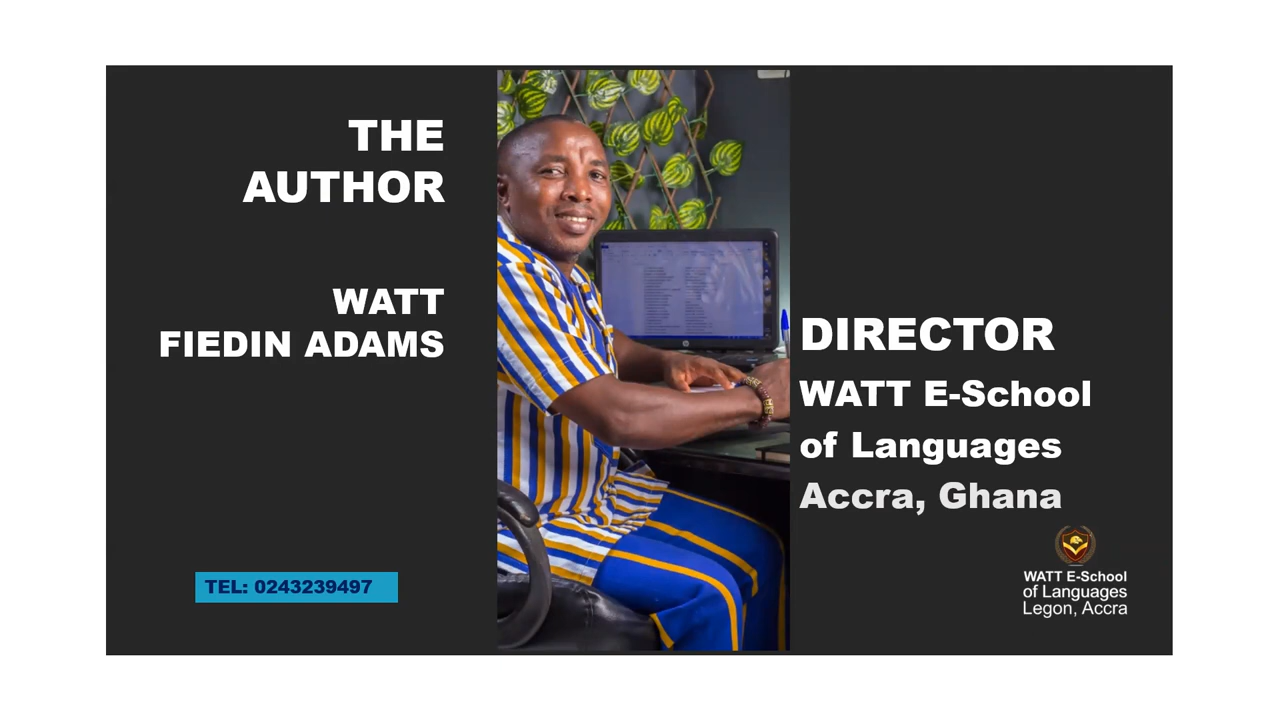 THE
AUTHOR
WATT
FIEDIN ADAMS
TEL: 0243239497
DIRECTOR
WATT E-School
of Languages
Accra, Ghana
WATT E-School
of Languages
Legon, Accra